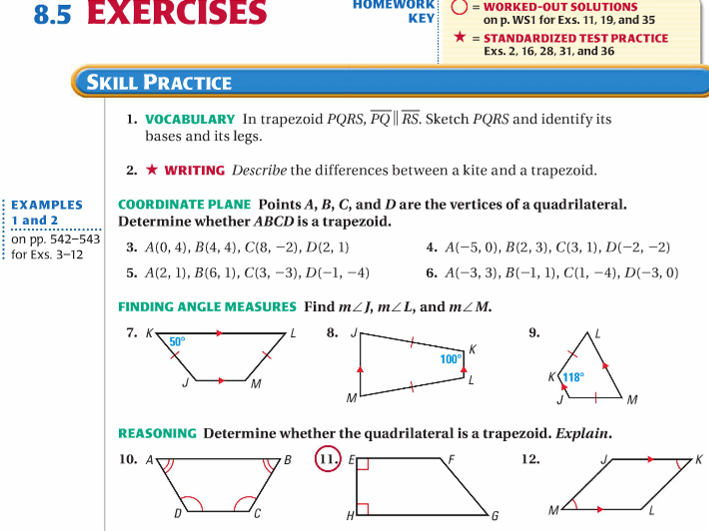 8.5 EXERCISES
HOMEWORK
KEY
= WORKED-OUT SOLUTIONS
on p. WS1 for Exs. 11, 19, and 35
★ = STANDARDIZED TEST PRACTICE
Exs. 2, 16, 28, 31, and 36
SKILL PRACTICE
1. VOCABULARY In trapezoid PQRS, PQ || RS. Sketch PQRS and identify its
bases and its legs.
2. ★ WRITING Describe the differences between a kite and a trapezoid.
EXAMPLES
1 and 2
on pp. 542–543
for Exs. 3–12
COORDINATE PLANE Points A, B, C, and D are the vertices of a quadrilateral.
Determine whether ABCD is a trapezoid.
3. A(0, 4), B(4, 4), C(8, −2), D(2, 1)
4. A(−5, 0), B(2, 3), C(3, 1), D(−2, −2)
5. A(2, 1), B(6, 1), C(3, −3), D(−1, −4)
6. A(−3, 3), B(−1, 1), C(1, −4), D(−3, 0)
FINDING ANGLE MEASURES Find m∠J, m∠L, and m∠M.
7. K L
50°
J M
8. J
K
100°
L
M
9. L
K 118°
J M
REASONING Determine whether the quadrilateral is a trapezoid. Explain.
10. A B
D C
11. E F
H G
12. J K
M L